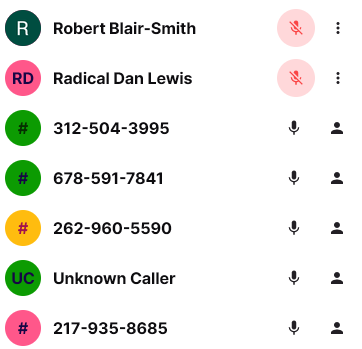 R Robert Blair-Smith
RD Radical Dan Lewis
# 312-504-3995
# 678-591-7841
# 262-960-5590
UC Unknown Caller
# 217-935-8685